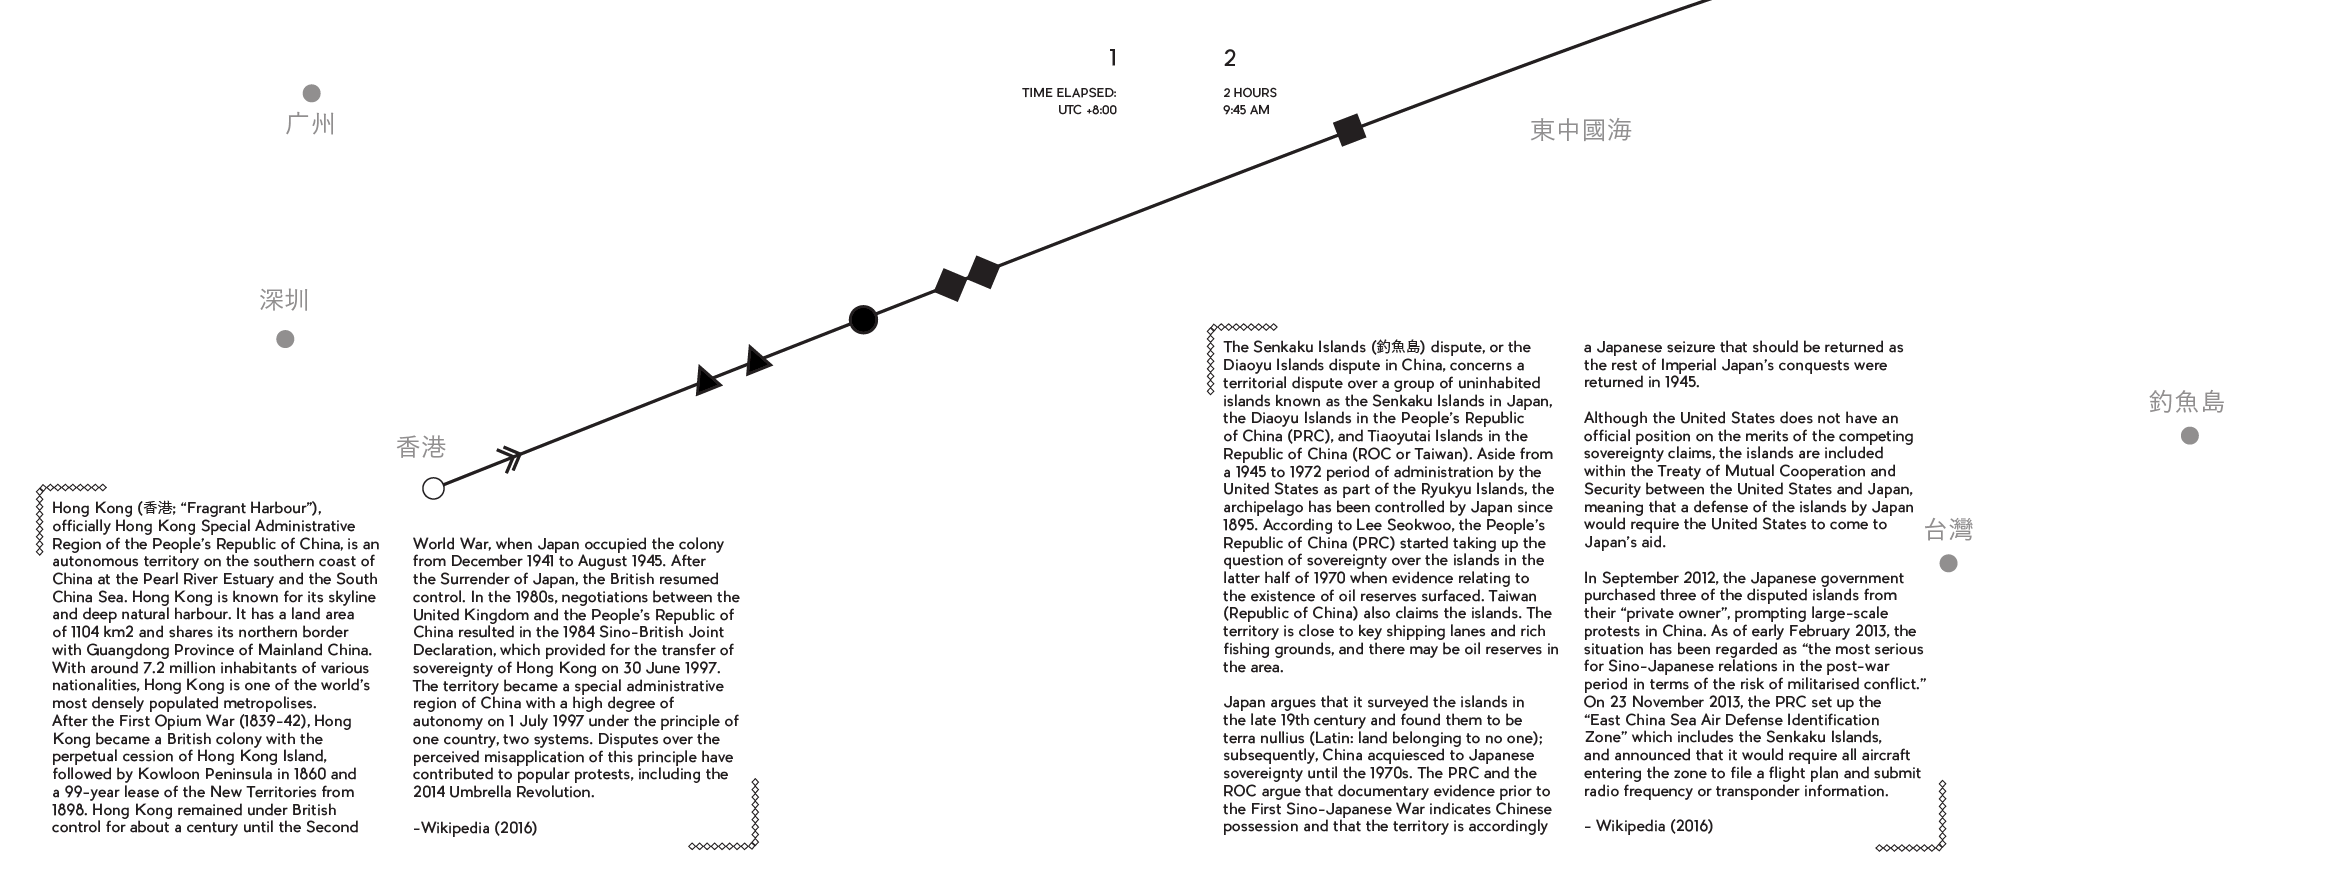 1
2
TIME ELAPSED:
UTC +8:00
2 HOURS
9:45 AM
广州
東中國海
深圳
香港
釣魚島
台灣
Hong Kong (香港; “Fragrant Harbour”),
officially Hong Kong Special Administrative
Region of the People’s Republic of China, is an
autonomous territory on the southern coast of
China at the Pearl River Estuary and the South
China Sea. Hong Kong is known for its skyline
and deep natural harbour. It has a land area
of 1104 km2 and shares its northern border
with Guangdong Province of Mainland China.
With around 7.2 million inhabitants of various
nationalities, Hong Kong is one of the world’s
most densely populated metropolises.
After the First Opium War (1839-42), Hong
Kong became a British colony with the
perpetual cession of Hong Kong Island,
followed by Kowloon Peninsula in 1860 and
a 99-year lease of the New Territories from
1898. Hong Kong remained under British
control for about a century until the Second
World War, when Japan occupied the colony
from December 1941 to August 1945. After
the Surrender of Japan, the British resumed
control. In the 1980s, negotiations between the
United Kingdom and the People’s Republic of
China resulted in the 1984 Sino-British Joint
Declaration, which provided for the transfer of
sovereignty of Hong Kong on 30 June 1997.
The territory became a special administrative
region of China with a high degree of
autonomy on 1 July 1997 under the principle of
one country, two systems. Disputes over the
perceived misapplication of this principle have
contributed to popular protests, including the
2014 Umbrella Revolution.
-Wikipedia (2016)
The Senkaku Islands (釣魚島) dispute, or the
Diaoyu Islands dispute in China, concerns a
territorial dispute over a group of uninhabited
islands known as the Senkaku Islands in Japan,
the Diaoyu Islands in the People’s Republic
of China (PRC), and Tiaoyutai Islands in the
Republic of China (ROC or Taiwan). Aside from
a 1945 to 1972 period of administration by the
United States as part of the Ryukyu Islands, the
archipelago has been controlled by Japan since
1895. According to Lee Seokwoo, the People’s
Republic of China (PRC) started taking up the
question of sovereignty over the islands in the
latter half of 1970 when evidence relating to
the existence of oil reserves surfaced. Taiwan
(Republic of China) also claims the islands. The
territory is close to key shipping lanes and rich
fishing grounds, and there may be oil reserves in
the area.
Japan argues that it surveyed the islands in
the late 19th century and found them to be
terra nullius (Latin: land belonging to no one);
subsequently, China acquiesced to Japanese
sovereignty until the 1970s. The PRC and the
ROC argue that documentary evidence prior to
the First Sino-Japanese War indicates Chinese
possession and that the territory is accordingly
a Japanese seizure that should be returned as
the rest of Imperial Japan’s conquests were
returned in 1945.
Although the United States does not have an
official position on the merits of the competing
sovereignty claims, the islands are included
within the Treaty of Mutual Cooperation and
Security between the United States and Japan,
meaning that a defense of the islands by Japan
would require the United States to come to
Japan’s aid.
In September 2012, the Japanese government
purchased three of the disputed islands from
their “private owner”, prompting large-scale
protests in China. As of early February 2013, the
situation has been regarded as “the most serious
for Sino-Japanese relations in the post-war
period in terms of the risk of militarised conflict.”
On 23 November 2013, the PRC set up the
“East China Sea Air Defense Identification
Zone” which includes the Senkaku Islands,
and announced that it would require all aircraft
entering the zone to file a flight plan and submit
radio frequency or transponder information.
- Wikipedia (2016)